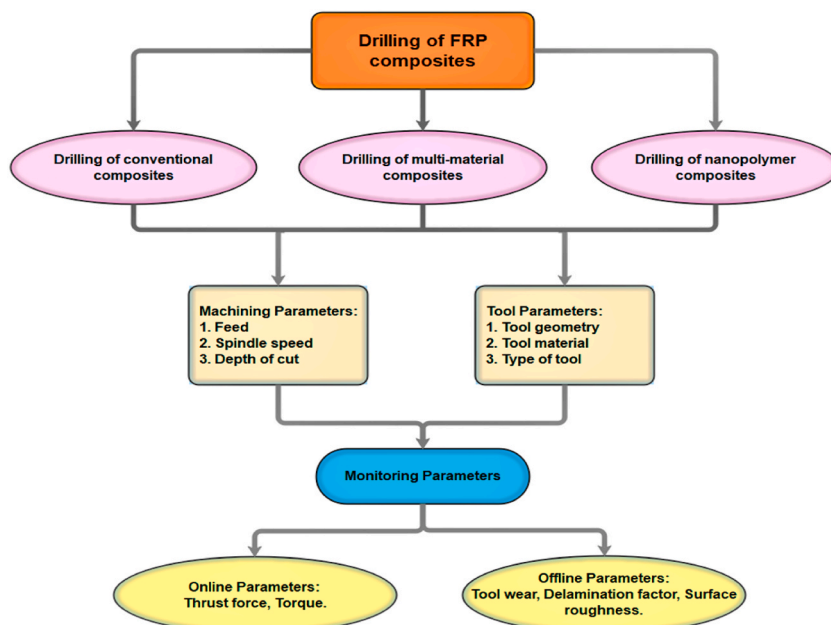 Drilling of FRP
composites
Drilling of conventional
composites
Drilling of multi-material
composites
Drilling of nanopolymer
composites
Machining Parameters:
1. Feed
2. Spindle speed
3. Depth of cut
Tool Parameters:
1. Tool geometry
2. Tool material
3. Type of tool
Monitoring Parameters
Online Parameters:
Thrust force, Torque.
Offline Parameters:
Tool wear, Delamination factor, Surface
roughness.